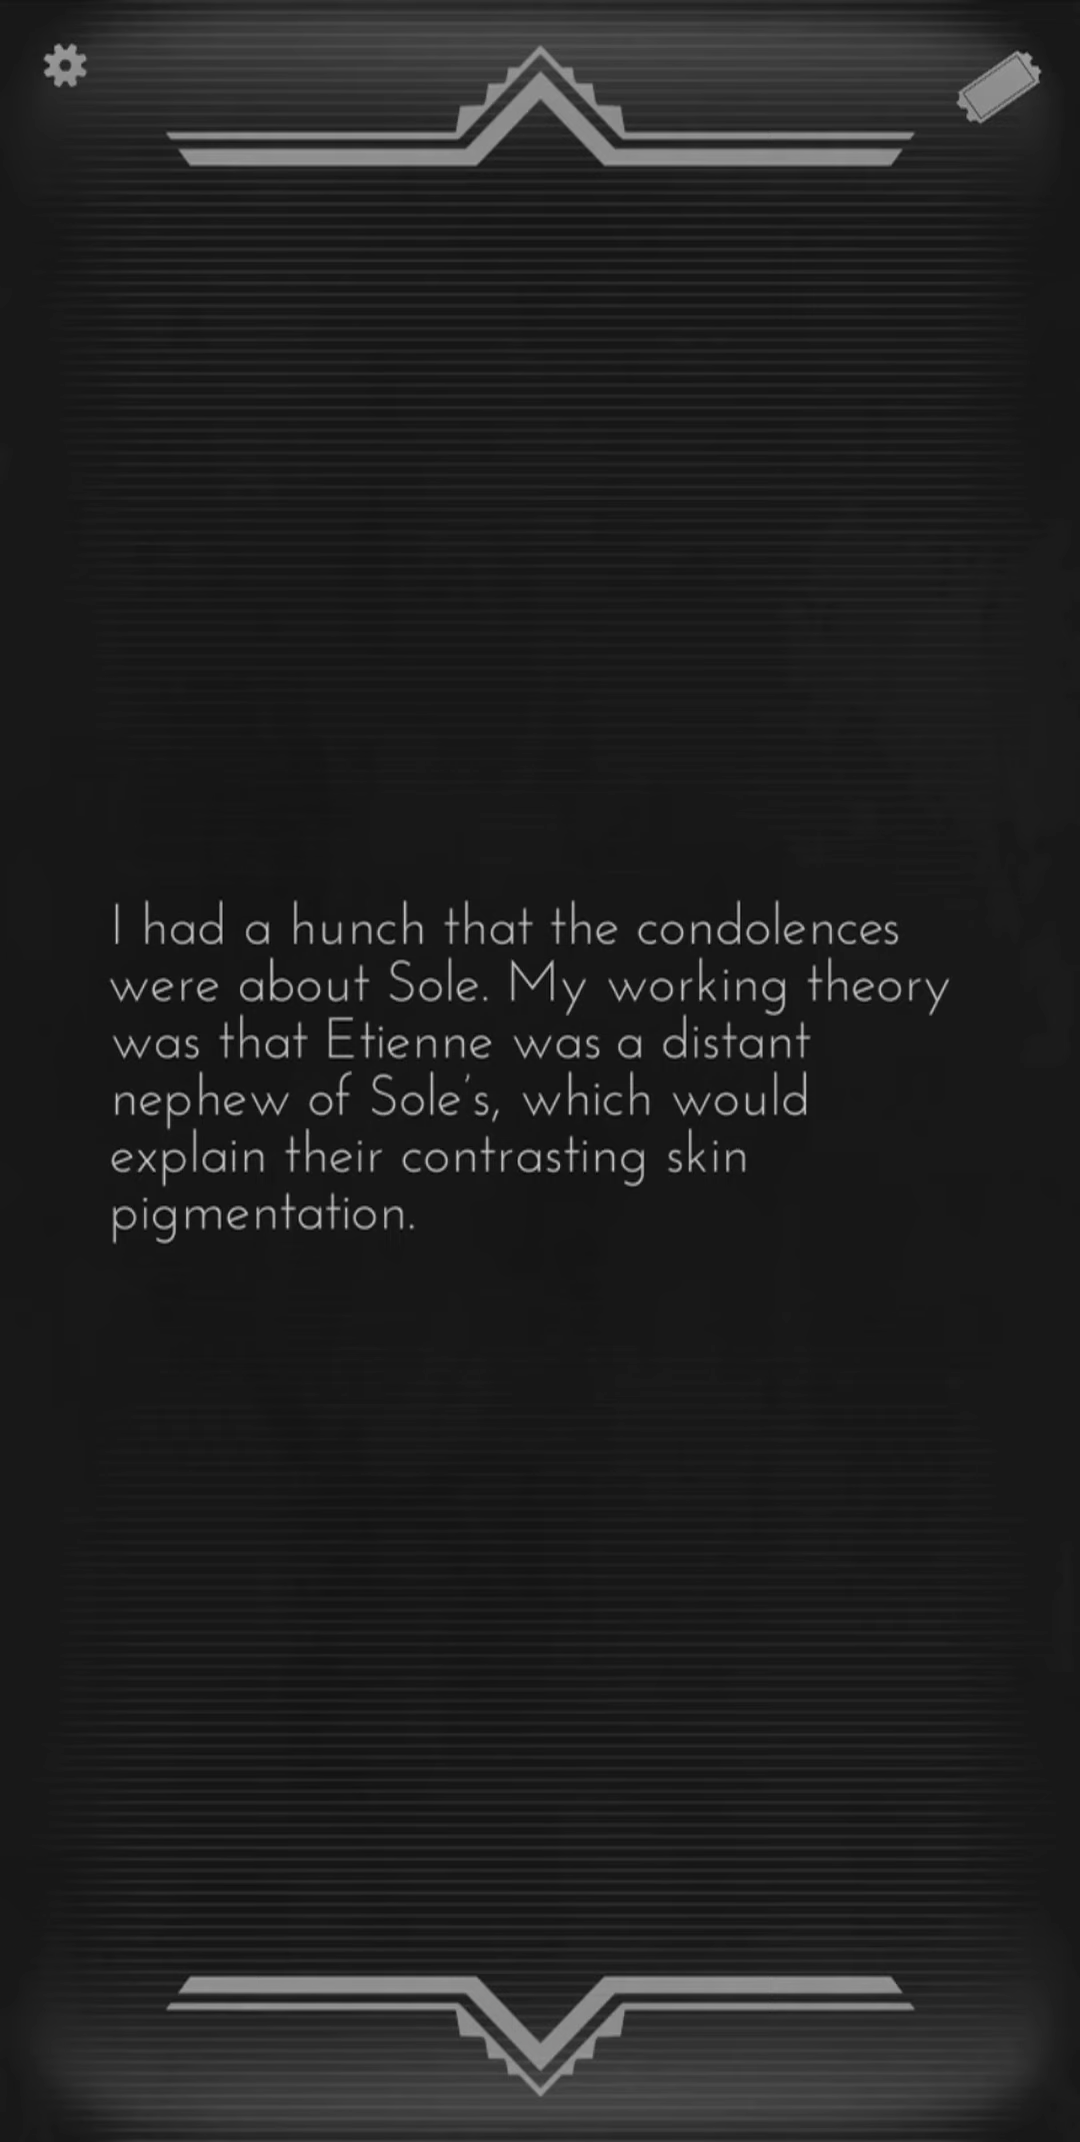 I had a hunch that the condolences
were about Sole. My working theory
was that Etienne was a distant
nephew of Sole's, which would
explain their contrasting skin
pigmentation.